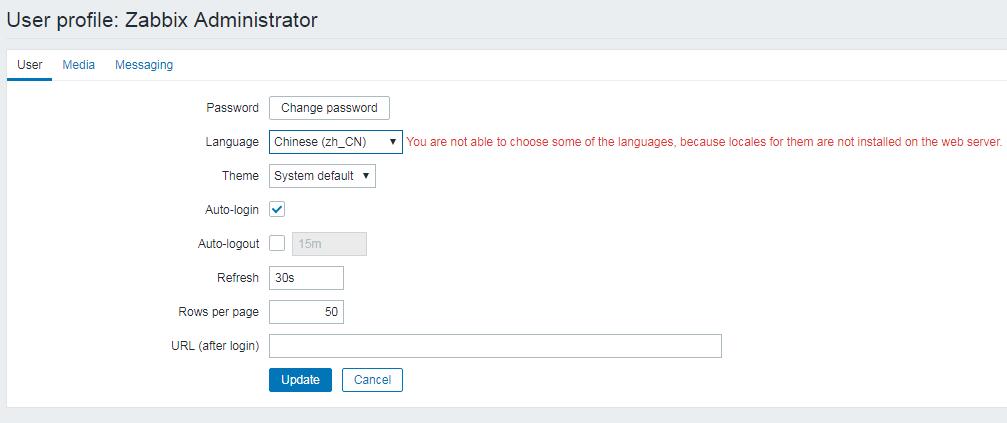 User profile: Zabbix Administrator
User Media Messaging
Password Change password
Language Chinese (zh_CN) You are not able to choose some of the languages, because locales for them are not installed on the web server.
Theme System default
Auto-login
Auto-logout 15m
Refresh 30s
Rows per page 50
URL (after login)
Update Cancel